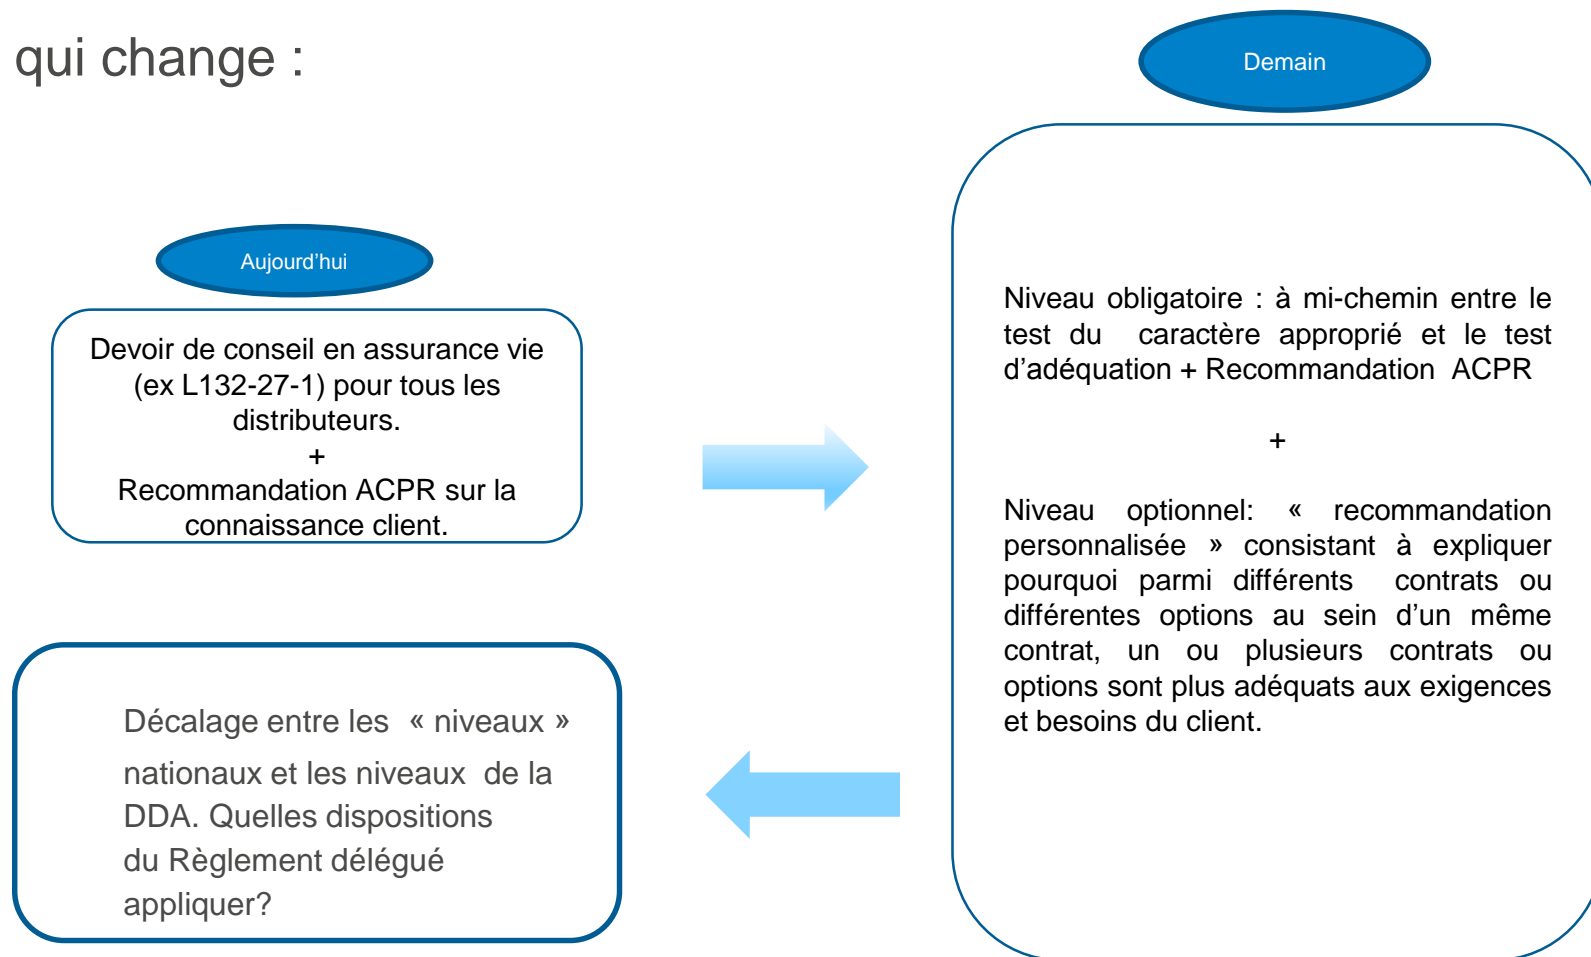 qui change :
Aujourd’hui
Devoir de conseil en assurance vie
(ex L132-27-1) pour tous les
distributeurs.
+
Recommandation ACPR sur la
connaissance client.
Demain
Niveau obligatoire : à mi-chemin entre le
test du caractère approprié et le test
d’adéquation + Recommandation ACPR
+
Niveau optionnel: « recommandation
personnalisée » consistant à expliquer
pourquoi parmi différents contrats ou
différentes options au sein d’un même
contrat, un ou plusieurs contrats ou
options sont plus adéquats aux exigences
et besoins du client.
Décalage entre les « niveaux »
nationaux et les niveaux de la
DDA. Quelles dispositions
du Règlement délégué
appliquer?